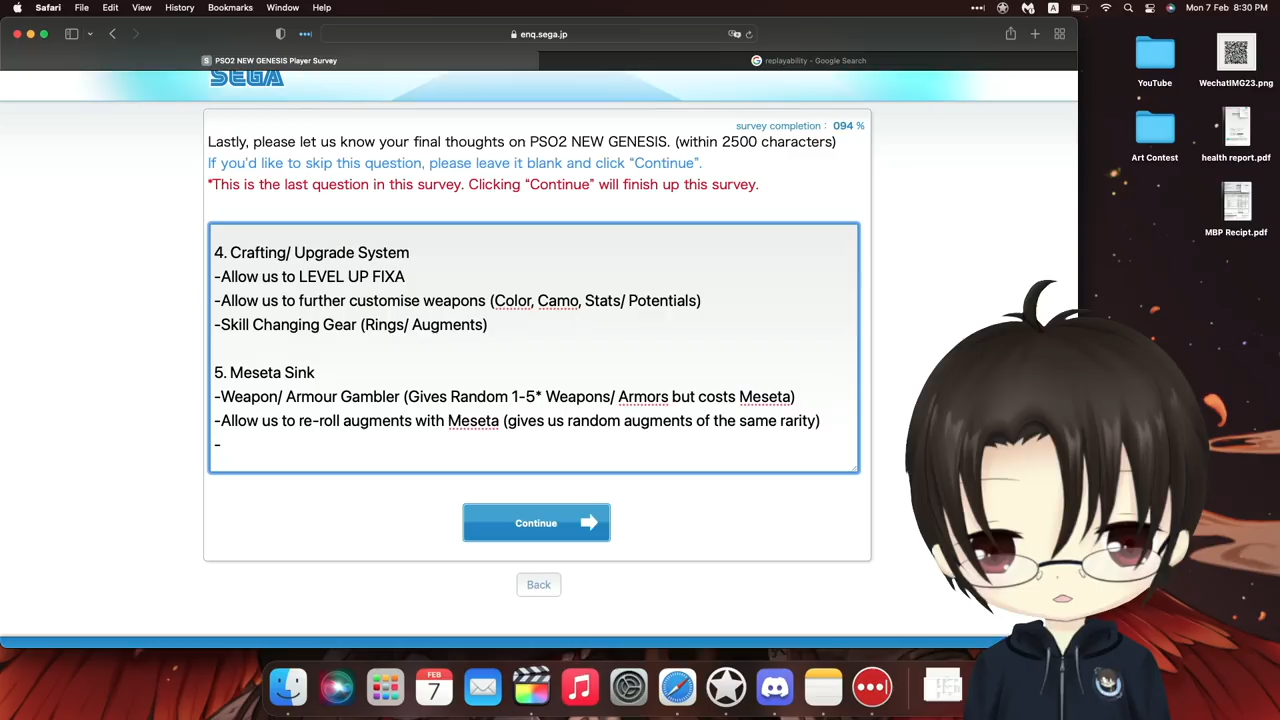 Safari File Edit View History Bookmarks Window Help
A
Mon 7 Feb 8:30 PM
enq.sega.jp
S PSO2 NEW GENESIS Player Survey
G replayability - Google Search
SEGA
survey completion : 094 %
Lastly, please let us know your final thoughts on PSO2 NEW GENESIS. (within 2500 characters)
If you'd like to skip this question, please leave it blank and click “Continue”.
*This is the last question in this survey. Clicking “Continue” will finish up this survey.
4. Crafting/ Upgrade System
-Allow us to LEVEL UP FIXA
-Allow us to further customise weapons (Color, Camo, Stats/ Potentials)
-Skill Changing Gear (Rings/ Augments)
5. Meseta Sink
-Weapon/ Armour Gambler (Gives Random 1-5* Weapons/ Armors but costs Meseta)
-Allow us to re-roll augments with Meseta (gives us random augments of the same rarity)
-
Continue
Back
YouTube
WechatIMG23.png
Art Contest
health report.pdf
MBP Recipt.pdf
FEB
7